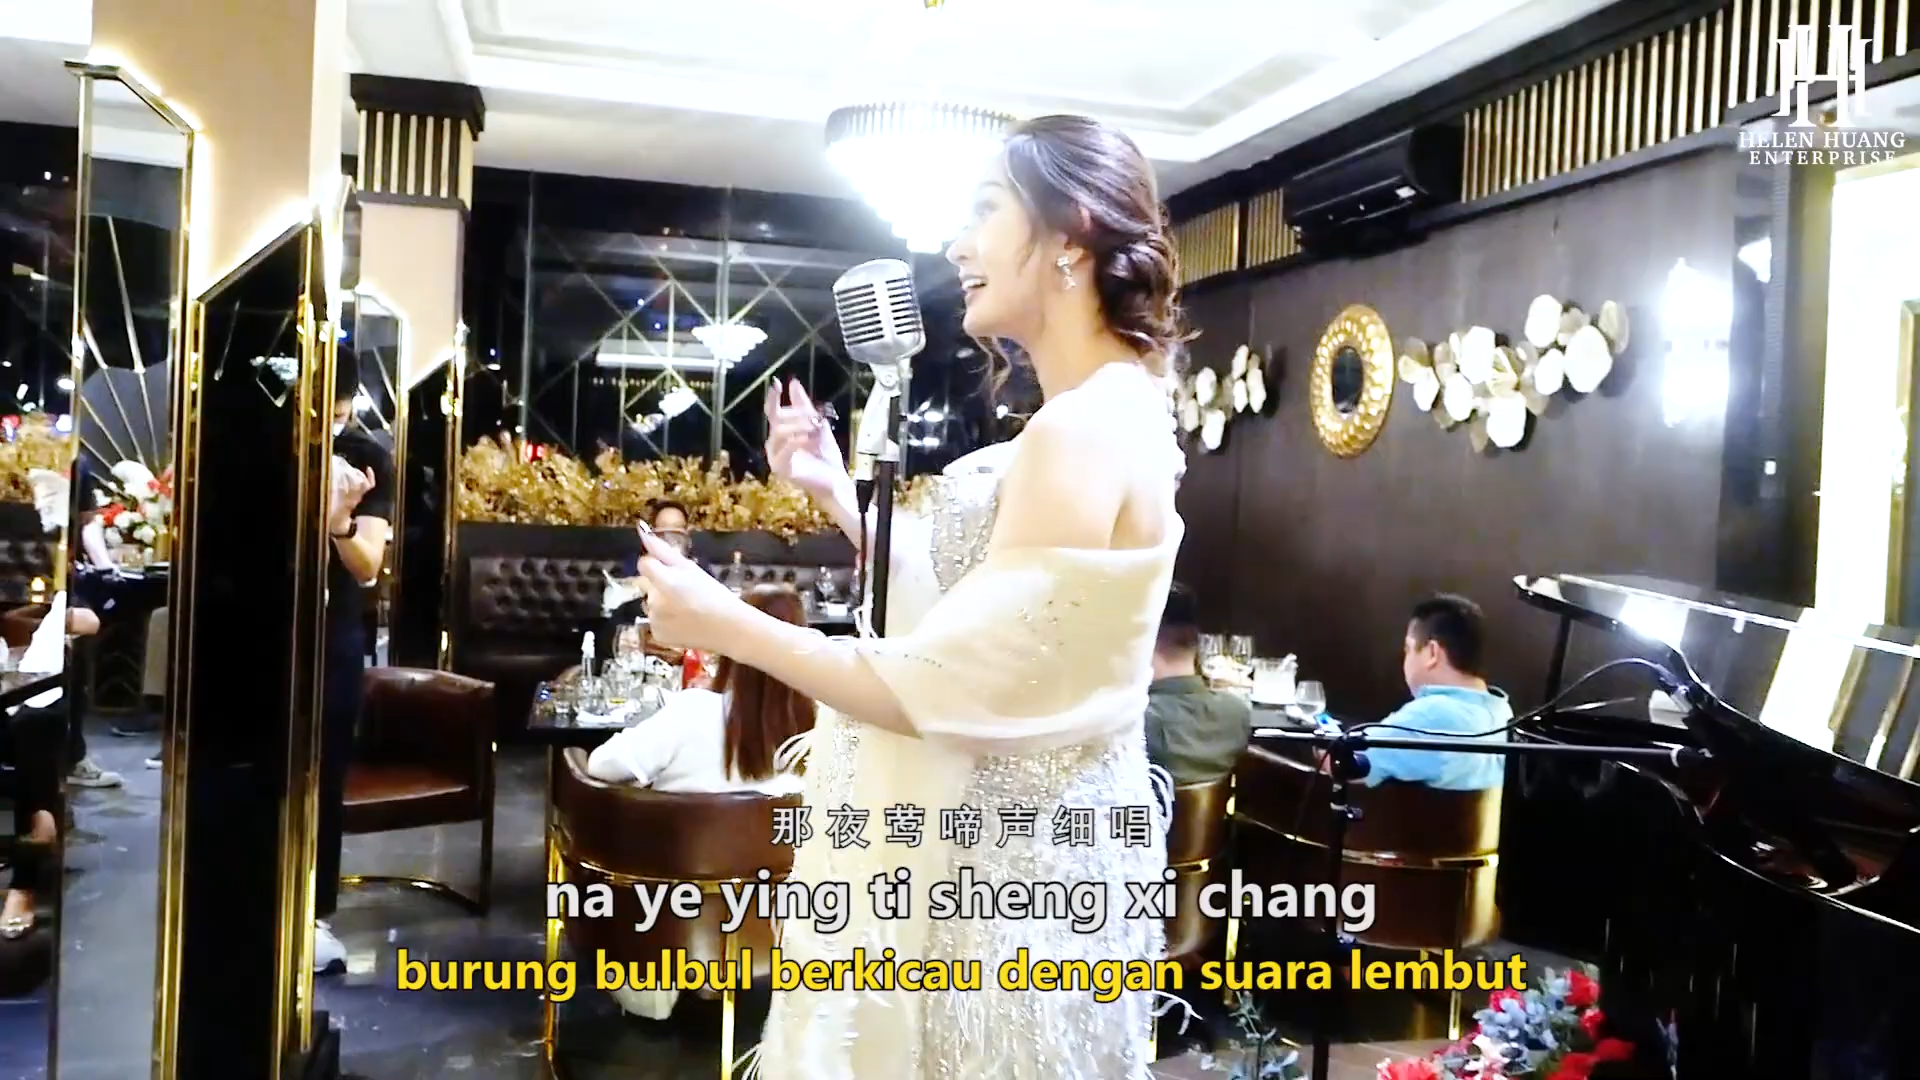 HELEN HUANG
ENTERPRISE
那夜莺啼声细唱
na ye ying ti sheng xi chang
burung bulbul berkicau dengan suara lembut